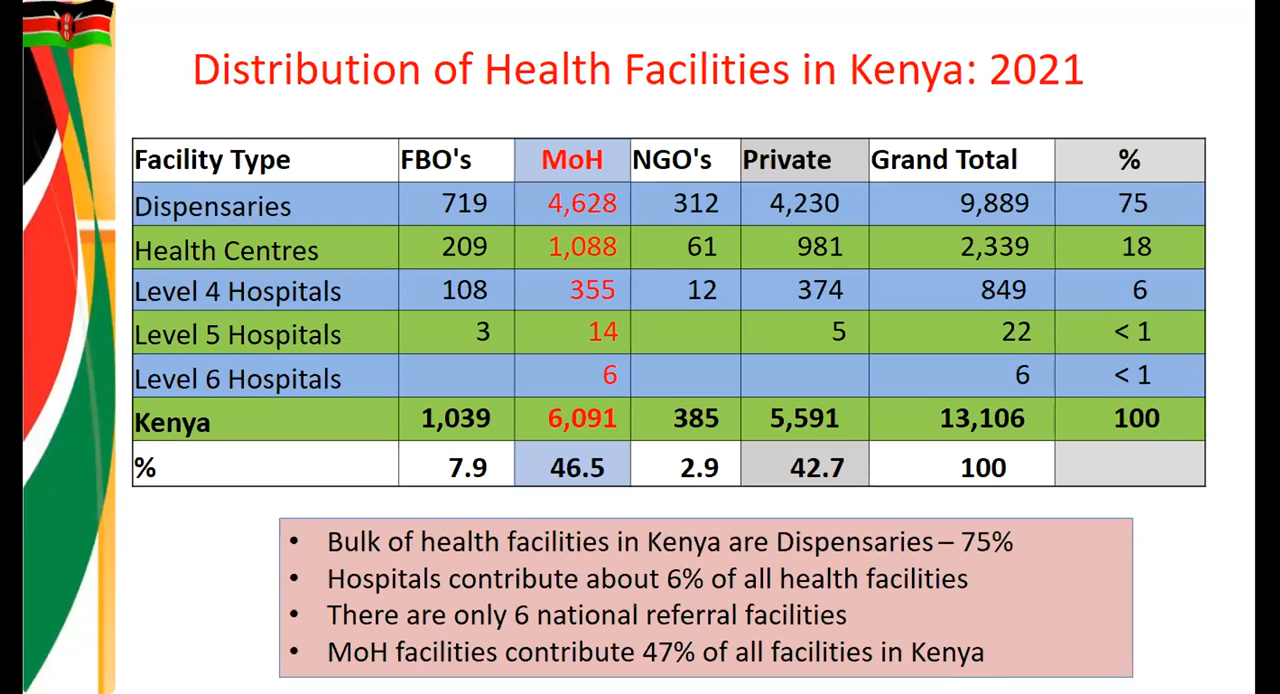 Distribution of Health Facilities in Kenya: 2021
Facility Type FBO's MoH NGO's Private Grand Total %
Dispensaries 719 4,628 312 4,230 9,889 75
Health Centres 209 1,088 61 981 2,339 18
Level 4 Hospitals 108 355 12 374 849 6
Level 5 Hospitals 3 14 5 22 < 1
Level 6 Hospitals 6 6 < 1
Kenya 1,039 6,091 385 5,591 13,106 100
% 7.9 46.5 2.9 42.7 100
• Bulk of health facilities in Kenya are Dispensaries – 75%
• Hospitals contribute about 6% of all health facilities
• There are only 6 national referral facilities
• MoH facilities contribute 47% of all facilities in Kenya